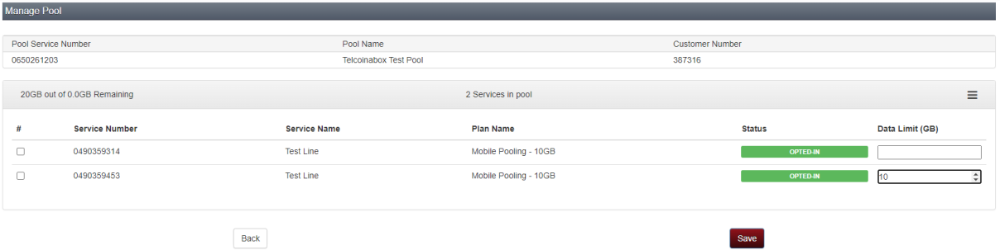 Manage Pool
Pool Service Number Pool Name Customer Number
0650261203 Telcoinabox Test Pool 387316
20GB out of 0.0GB Remaining 2 Services in pool
# Service Number Service Name Plan Name Status Data Limit (GB)
0490359314 Test Line Mobile Pooling - 10GB OPTED-IN
0490359453 Test Line Mobile Pooling - 10GB OPTED-IN 10
Back Save